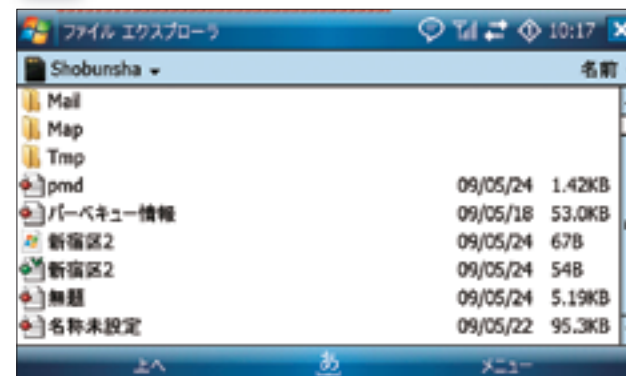 ファイル エクスプローラ 10:17
Shobunsha 名前
Mail
Map
Tmp
pmd 09/05/24 1.42KB
バーベキュー情報 09/05/18 53.0KB
新宿区2 09/05/24 67B
新宿区2 09/05/24 54B
無題 09/05/24 5.19KB
名称未設定 09/05/22 95.3KB
上へ あ メニュー